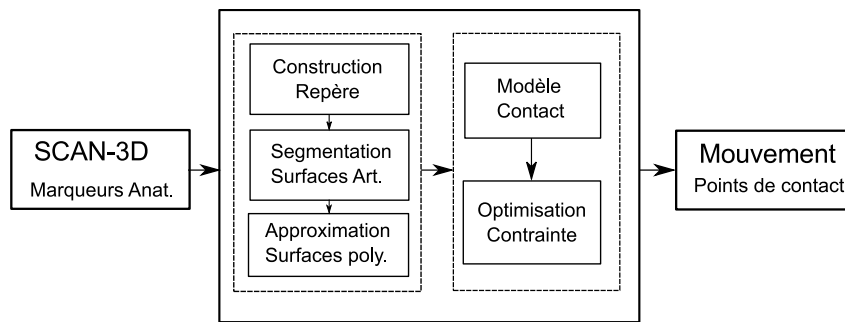 SCAN-3D
Marqueurs Anat.
Construction
Repère
Segmentation
Surfaces Art.
Approximation
Surfaces poly.
Modèle
Contact
Optimisation
Contrainte
Mouvement
Points de contact